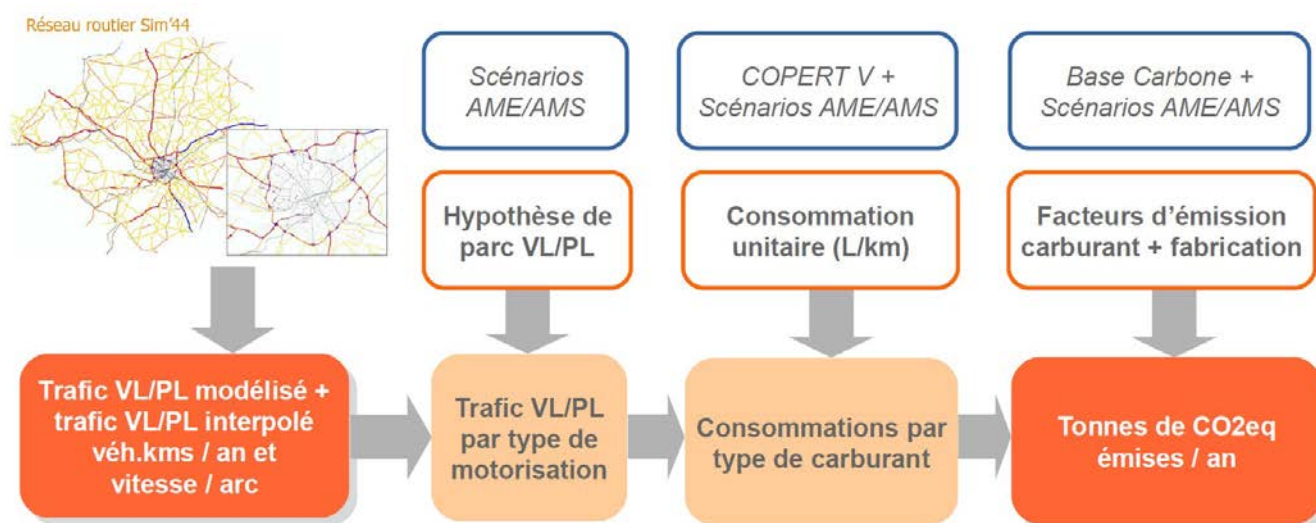 Réseau routier Sim'44
Scénarios
AME/AMS
COPERT V +
Scénarios AME/AMS
Base Carbone +
Scénarios AME/AMS
Hypothèse de
parc VL/PL
Consommation
unitaire (L/km)
Facteurs d'émission
carburant + fabrication
Trafic VL/PL modélisé +
trafic VL/PL interpolé
véh.kms / an et
vitesse / arc
Trafic VL/PL
par type de
motorisation
Consommations par
type de carburant
Tonnes de CO2eq
émises / an